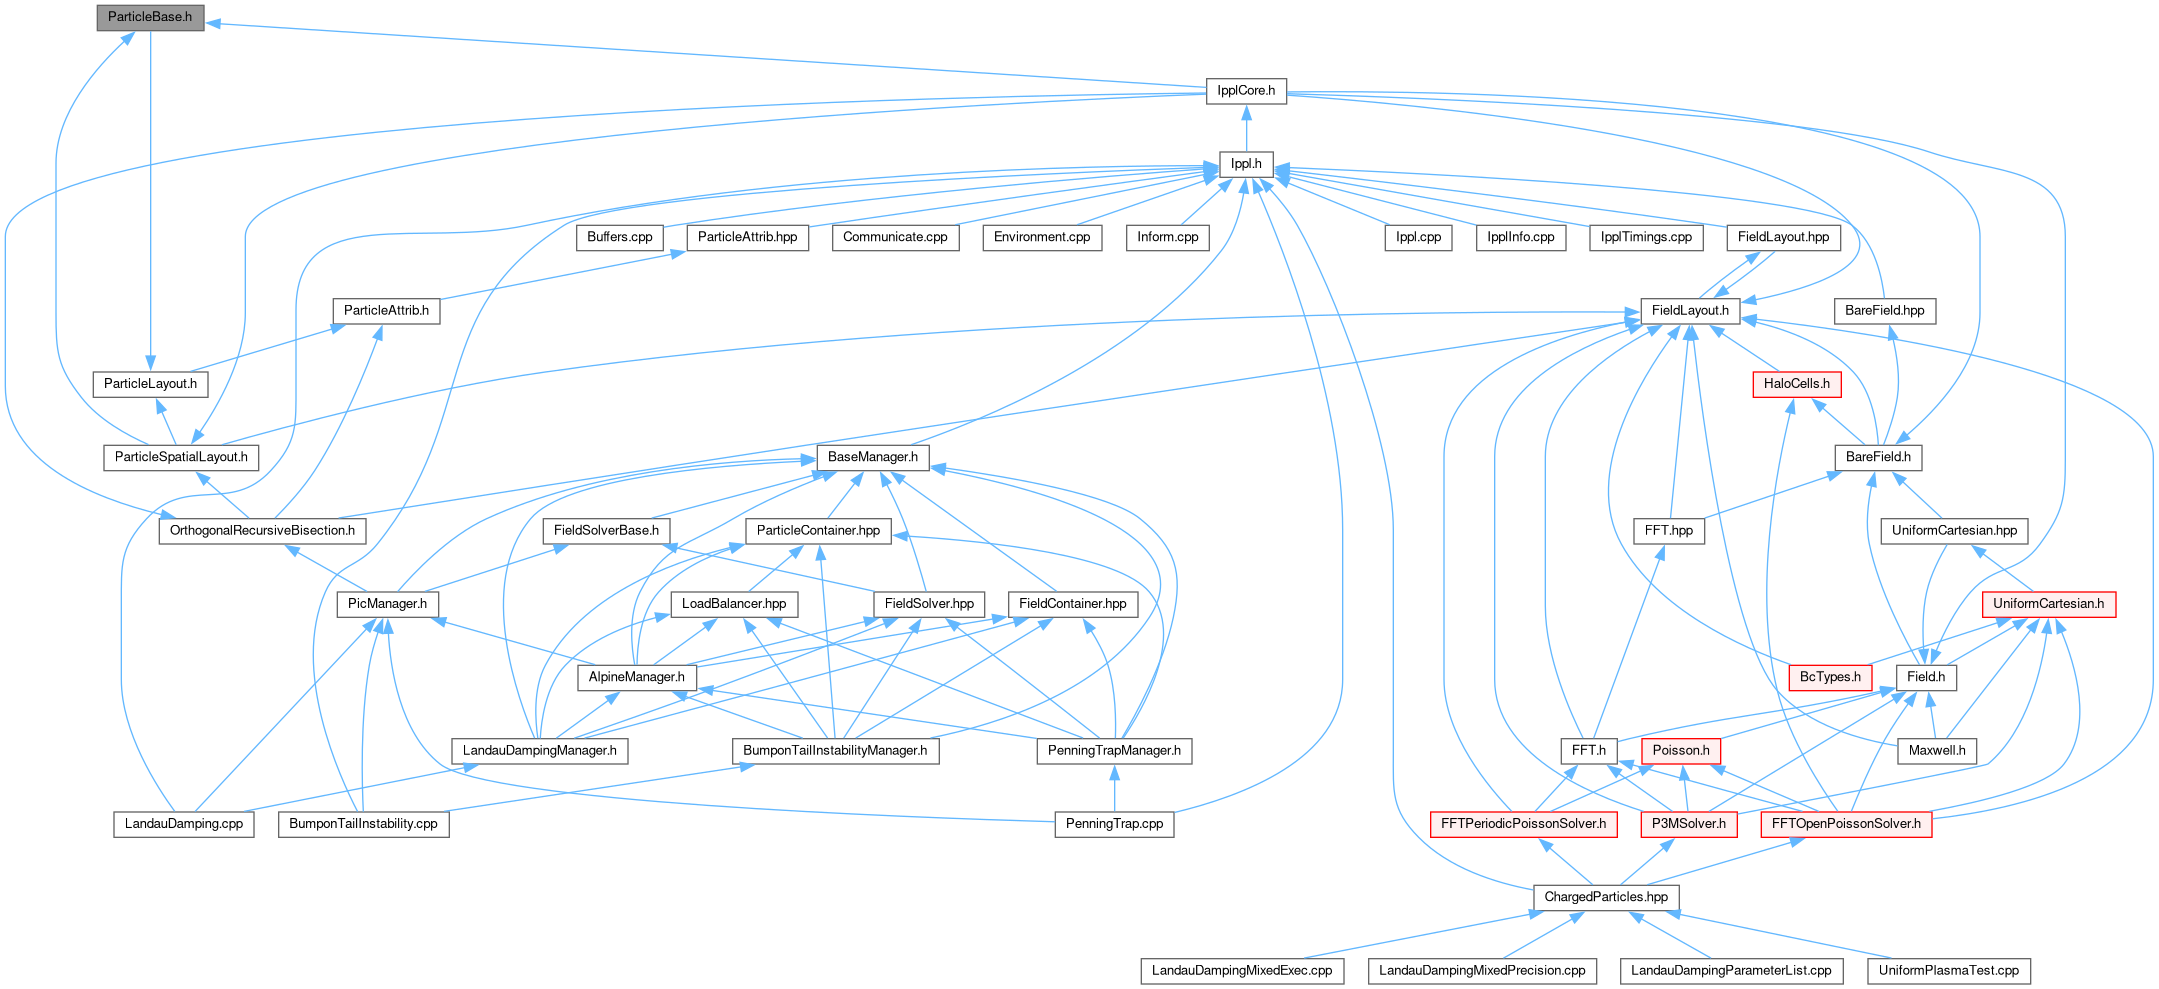 ParticleBase.h
IpplCore.h
Ippl.h
Buffers.cpp
ParticleAttrib.hpp
Communicate.cpp
Environment.cpp
Inform.cpp
Ippl.cpp
IpplInfo.cpp
IpplTimings.cpp
FieldLayout.hpp
ParticleAttrib.h
FieldLayout.h
BareField.hpp
ParticleLayout.h
HaloCells.h
ParticleSpatialLayout.h
BaseManager.h
BareField.h
OrthogonalRecursiveBisection.h
FieldSolverBase.h
ParticleContainer.hpp
FFT.hpp
UniformCartesian.hpp
PicManager.h
LoadBalancer.hpp
FieldSolver.hpp
FieldContainer.hpp
UniformCartesian.h
AlpineManager.h
BcTypes.h
Field.h
LandauDampingManager.h
BumponTailInstabilityManager.h
PenningTrapManager.h
FFT.h
Poisson.h
Maxwell.h
LandauDamping.cpp
BumponTailInstability.cpp
PenningTrap.cpp
FFTPeriodicPoissonSolver.h
P3MSolver.h
FFTOpenPoissonSolver.h
ChargedParticles.hpp
LandauDampingMixedExec.cpp
LandauDampingMixedPrecision.cpp
LandauDampingParameterList.cpp
UniformPlasmaTest.cpp